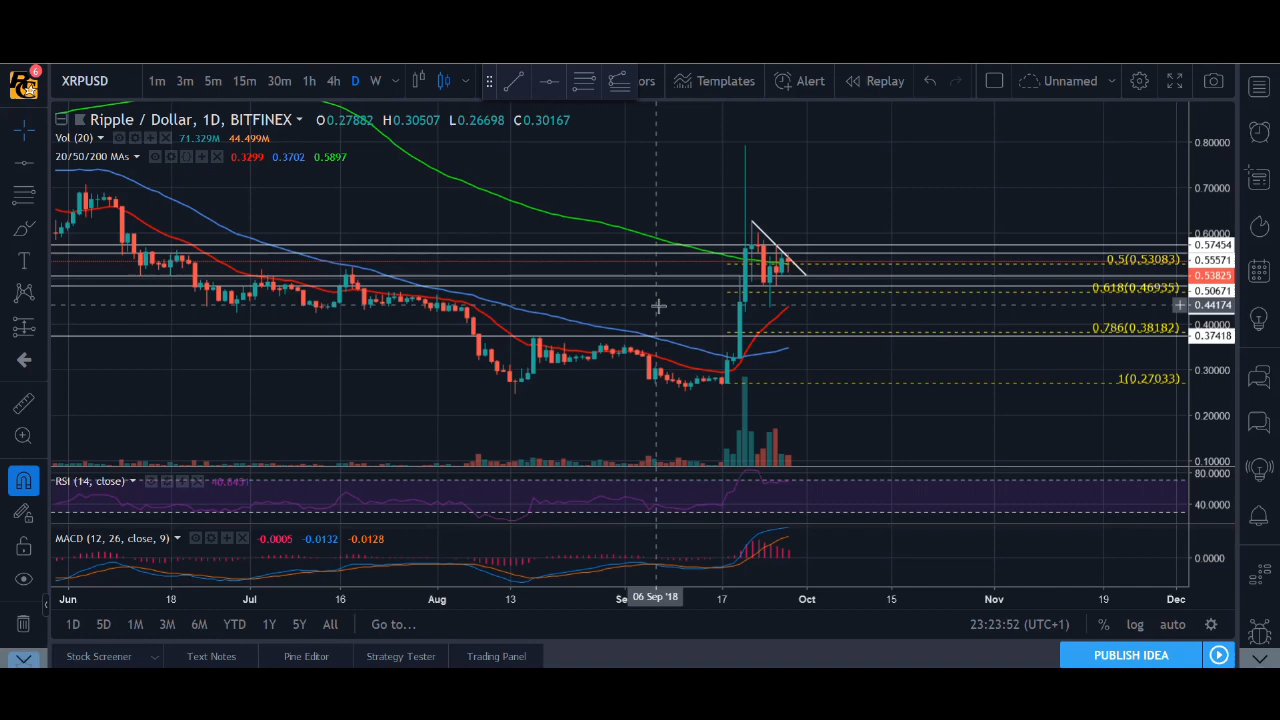 6
XRPUSD 1m 3m 5m 15m 30m 1h 4h D W ors Templates Alert Replay Unnamed
Ripple / Dollar, 1D, BITFINEX O0.27882 H0.30507 L0.26698 C0.30167
Vol (20) 71.329M 44.499M
20/50/200 MAs 0.3299 0.3702 0.5897
0.80000
0.70000
0.60000
0.57454
0.5(0.53083) 0.55571
0.53825
0.618(0.46935) 0.50671
0.44174
0.40000
0.786(0.38182) 0.37418
0.30000
1(0.27033)
0.20000
0.10000
RSI (14, close) 40.8451 80.0000
40.0000
MACD (12, 26, close, 9) -0.0005 -0.0132 -0.0128
0.0000
Jun 18 Jul 16 Aug 13 Se 06 Sep '18 17 Oct 15 Nov 19 Dec
1D 5D 1M 3M 6M YTD 1Y 5Y All Go to... 23:23:52 (UTC+1) % log auto
Stock Screener Text Notes Pine Editor Strategy Tester Trading Panel PUBLISH IDEA